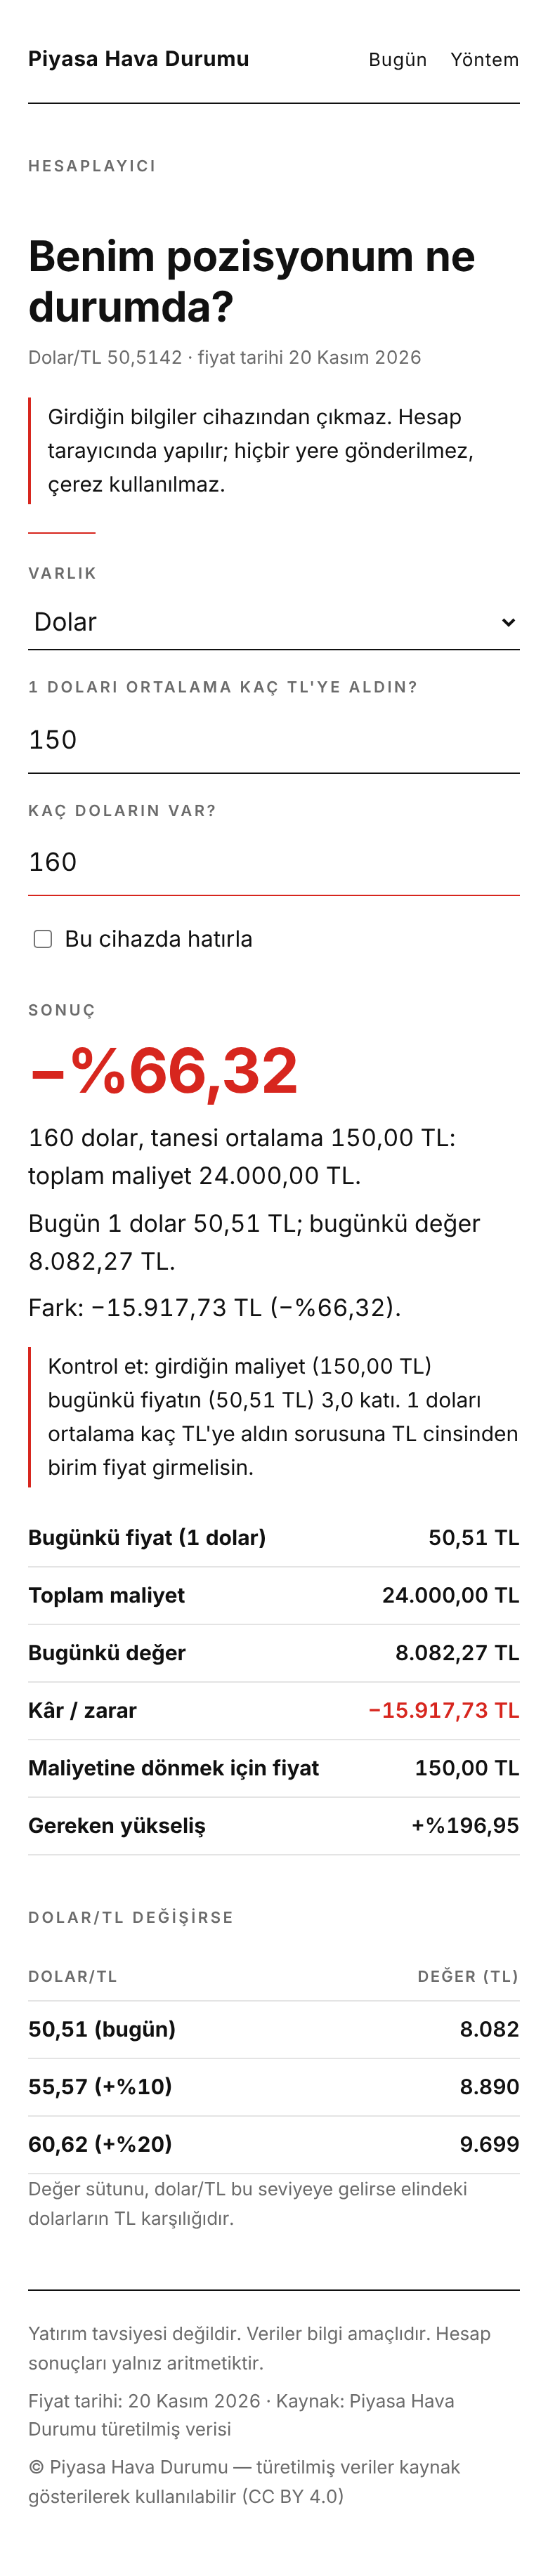 Piyasa Hava Durumu
Bugün Yöntem
HESAPLAYICI
Benim pozisyonum ne
durumda?
Dolar/TL 50,5142 · fiyat tarihi 20 Kasım 2026
Girdiğin bilgiler cihazından çıkmaz. Hesap
tarayıcında yapılır; hiçbir yere gönderilmez,
çerez kullanılmaz.
VARLIK
Dolar
1 DOLARI ORTALAMA KAÇ TL'YE ALDIN?
150
KAÇ DOLARIN VAR?
160
Bu cihazda hatırla
SONUÇ
−%66,32
160 dolar, tanesi ortalama 150,00 TL:
toplam maliyet 24.000,00 TL.
Bugün 1 dolar 50,51 TL; bugünkü değer
8.082,27 TL.
Fark: −15.917,73 TL (−%66,32).
Kontrol et: girdiğin maliyet (150,00 TL)
bugünkü fiyatın (50,51 TL) 3,0 katı. 1 doları
ortalama kaç TL'ye aldın sorusuna TL cinsinden
birim fiyat girmelisin.
Bugünkü fiyat (1 dolar) 50,51 TL
Toplam maliyet 24.000,00 TL
Bugünkü değer 8.082,27 TL
Kâr / zarar −15.917,73 TL
Maliyetine dönmek için fiyat 150,00 TL
Gereken yükseliş +%196,95
DOLAR/TL DEĞİŞİRSE
DOLAR/TL DEĞER (TL)
50,51 (bugün) 8.082
55,57 (+%10) 8.890
60,62 (+%20) 9.699
Değer sütunu, dolar/TL bu seviyeye gelirse elindeki
dolarların TL karşılığıdır.
Yatırım tavsiyesi değildir. Veriler bilgi amaçlıdır. Hesap
sonuçları yalnız aritmetiktir.
Fiyat tarihi: 20 Kasım 2026 · Kaynak: Piyasa Hava
Durumu türetilmiş verisi
© Piyasa Hava Durumu — türetilmiş veriler kaynak
gösterilerek kullanılabilir (CC BY 4.0)